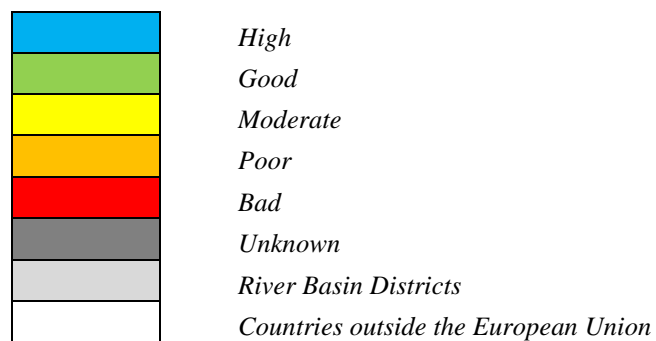 High
Good
Moderate
Poor
Bad
Unknown
River Basin Districts
Countries outside the European Union